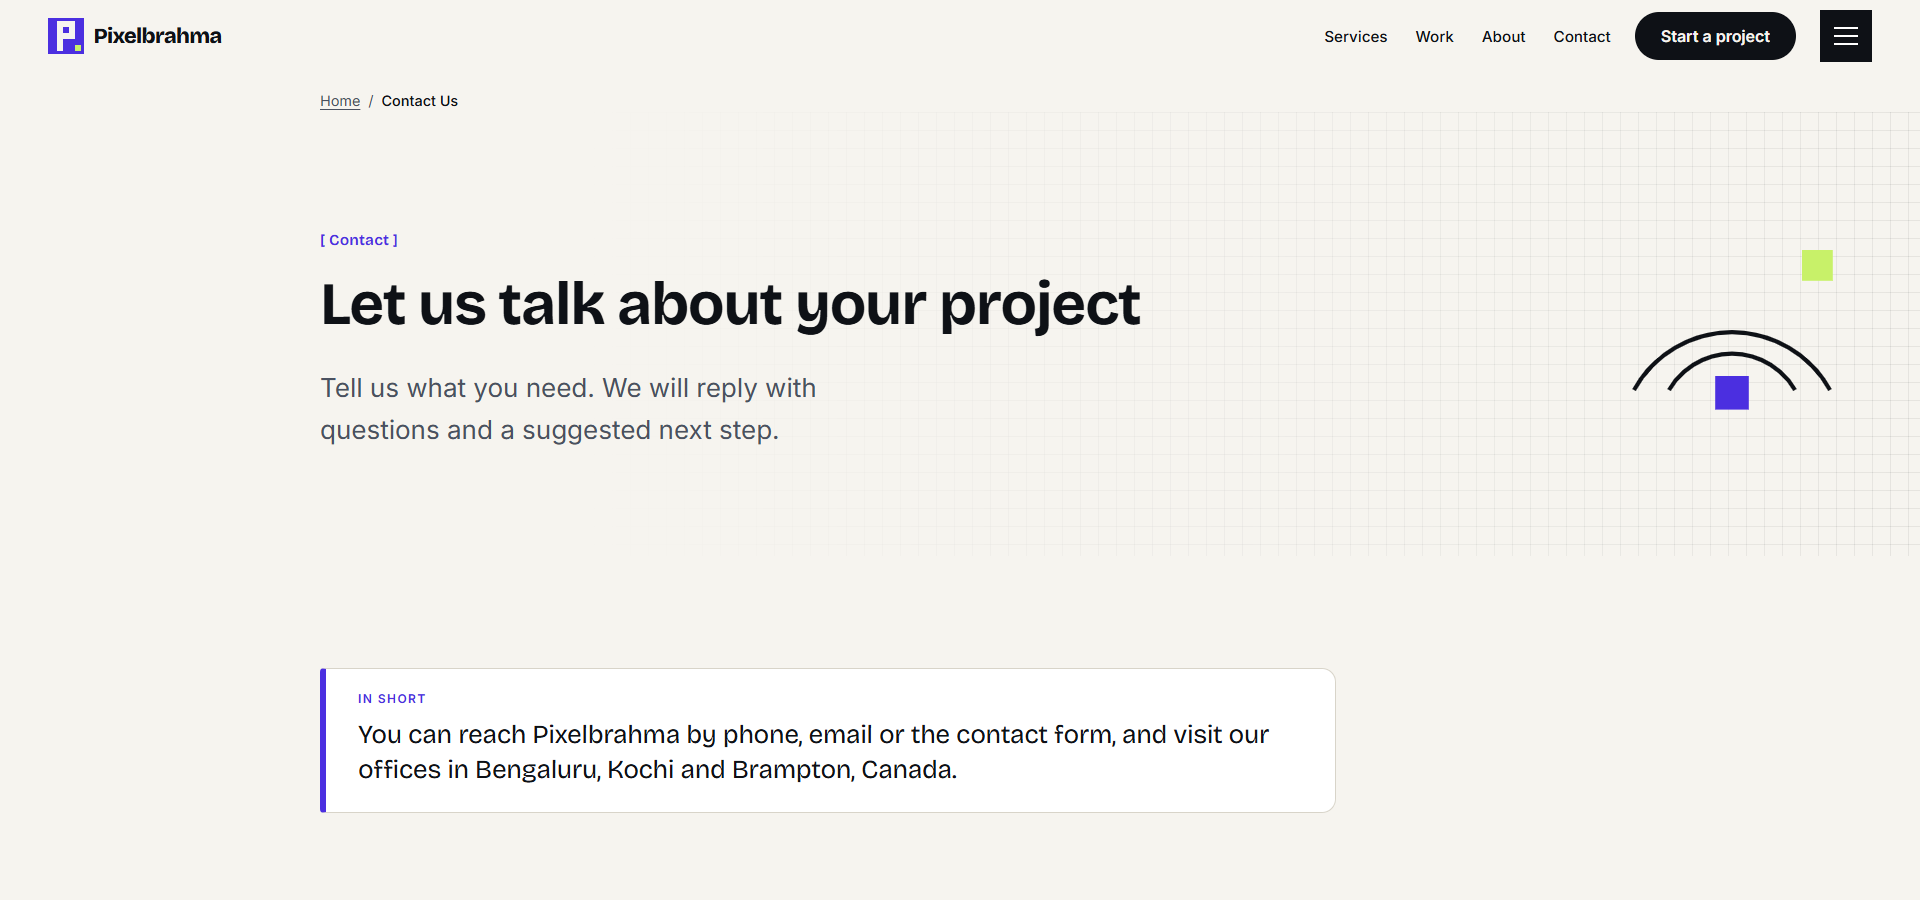 Pixelbrahma
Services Work About Contact Start a project
Home / Contact Us
[ Contact ]
Let us talk about your project
Tell us what you need. We will reply with
questions and a suggested next step.
IN SHORT
You can reach Pixelbrahma by phone, email or the contact form, and visit our
offices in Bengaluru, Kochi and Brampton, Canada.